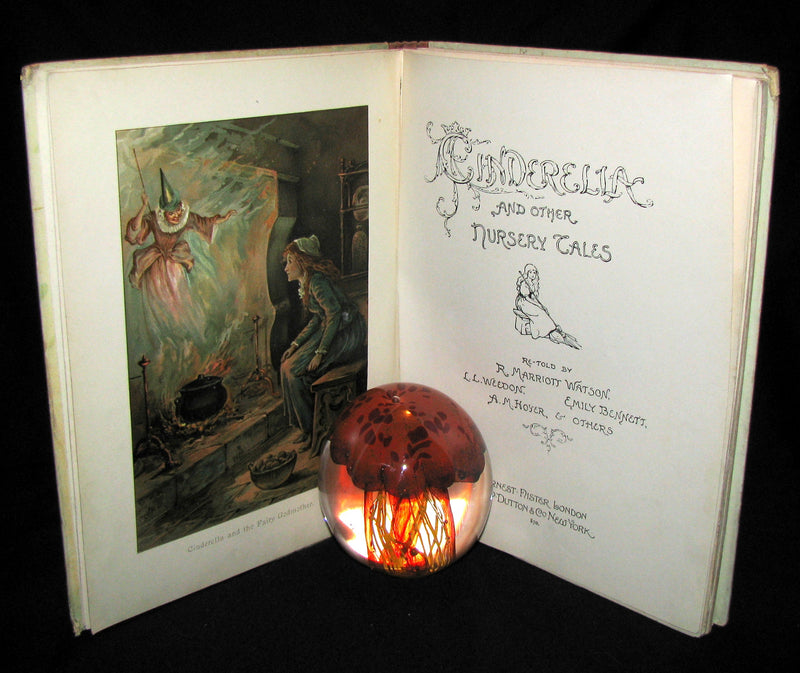 Cinderella and the Fairy Godmother.
CINDERELLA
AND OTHER
NURSERY TALES
RE-TOLD BY
R. MARRIOTT WATSON.
L.L. WEEDON. EMILY BENNETT.
A.M. HOYER, & OTHERS
RNEST NISTER LONDON
DUTTON & CO NEW YORK